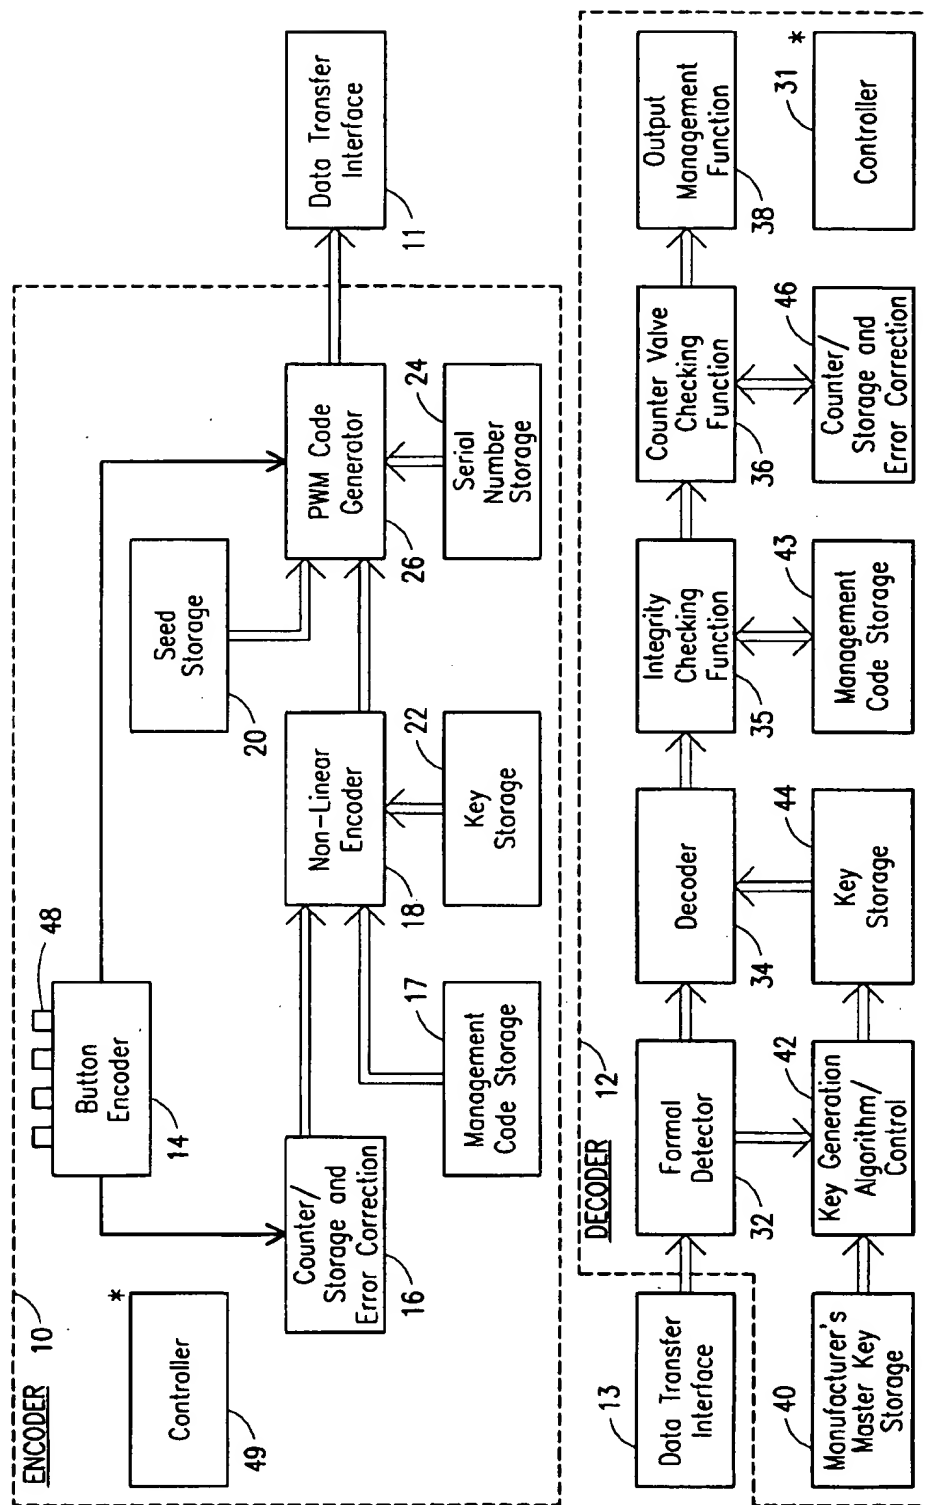 ENCODER
10
Controller
*
49
Button
Encoder
48
14
Counter/
Storage and
Error Correction
16
Management
Code Storage
17
Non-Linear
Encoder
18
Key
Storage
22
Seed
Storage
20
PWM Code
Generator
26
Serial
Number
Storage
24
Data Transfer
Interface
11
DECODER
12
Data Transfer
Interface
13
Formal
Detector
32
Decoder
34
Integrity
Checking
Function
35
Counter Valve
Checking
Function
36
Output
Management
Function
38
Manufacturer's
Master Key
Storage
40
Key Generation
Algorithm/
Control
42
Key
Storage
44
Management
Code Storage
43
Counter/
Storage and
Error Correction
46
Controller
31
*